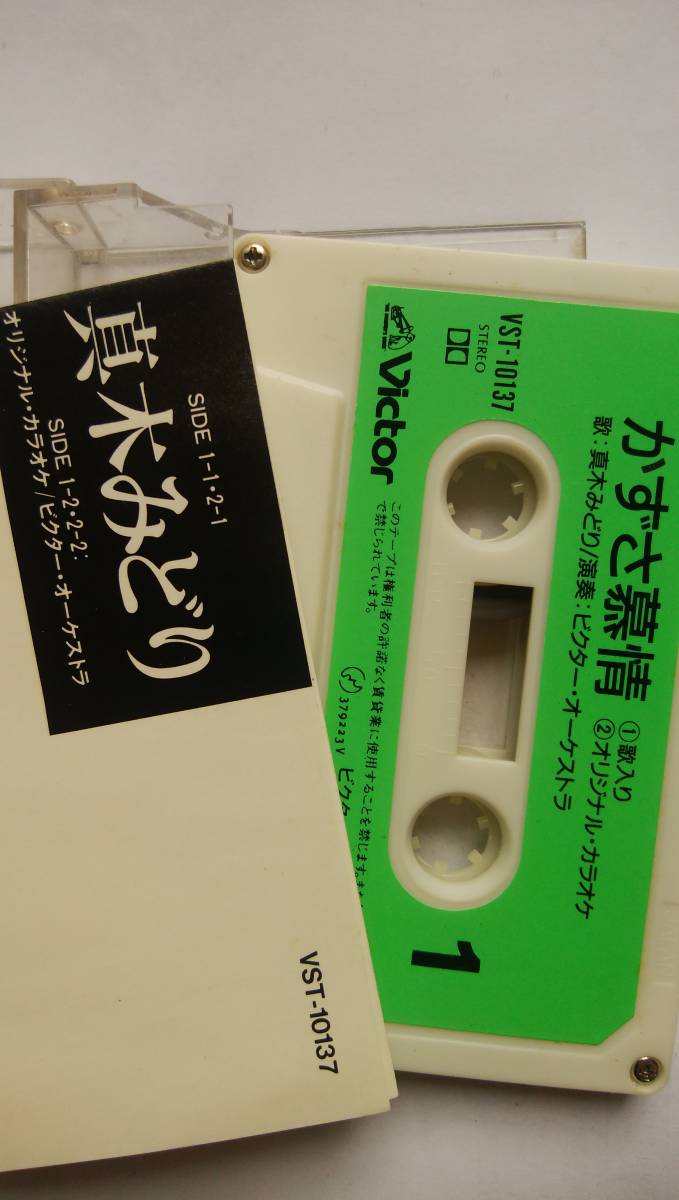 真木みどり
SIDE 1-1・2-1
SIDE 1-2・2-2:
オリジナル・カラオケ/ビクター・オーケストラ
VST-10137
VST-10137
STEREO
Victor
かずさ慕情
①歌入り
②オリジナル・カラオケ
歌:真木みどり/演奏:ビクター・オーケストラ
1
このテープは権利者の許諾なく賃貸業に使用することを禁じます。また
で禁じられています。
379223V ビクタ